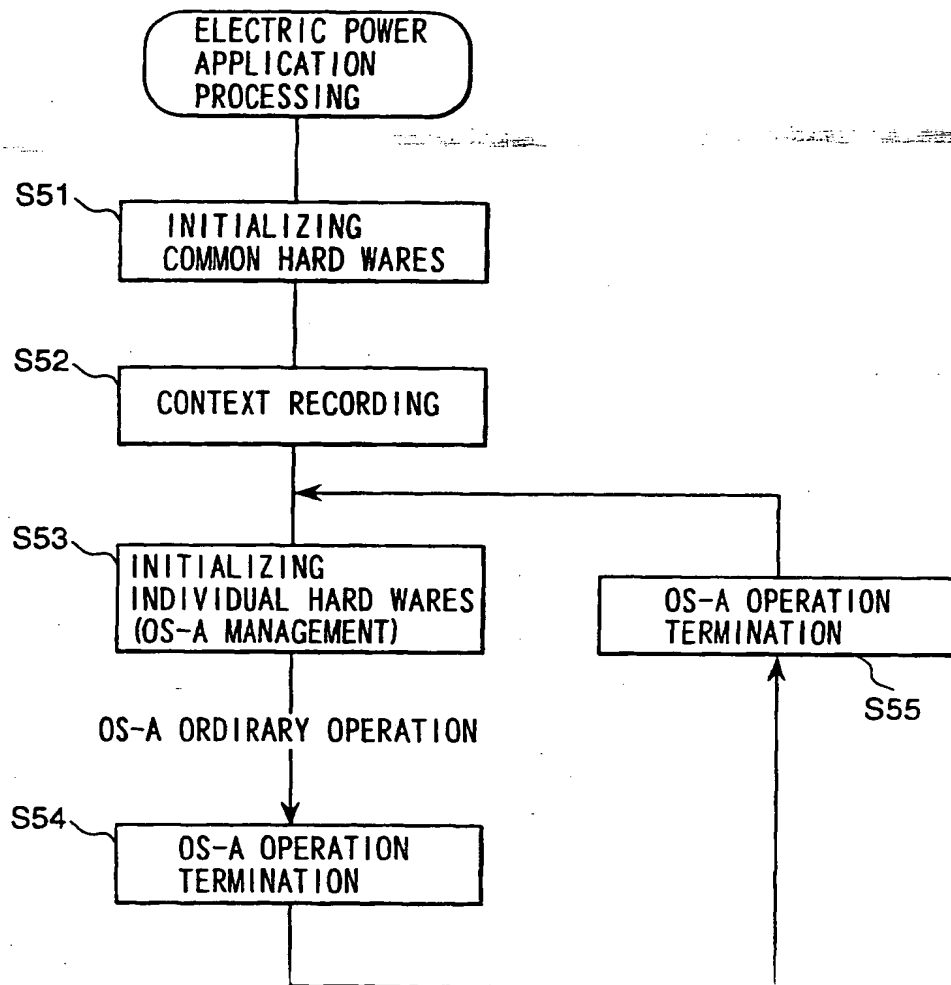 ELECTRIC POWER
APPLICATION
PROCESSING
S51
INITIALIZING
COMMON HARD WARES
S52
CONTEXT RECORDING
S53
INITIALIZING
INDIVIDUAL HARD WARES
(OS-A MANAGEMENT)
OS-A OPERATION
TERMINATION
S55
OS-A ORDIRARY OPERATION
S54
OS-A OPERATION
TERMINATION